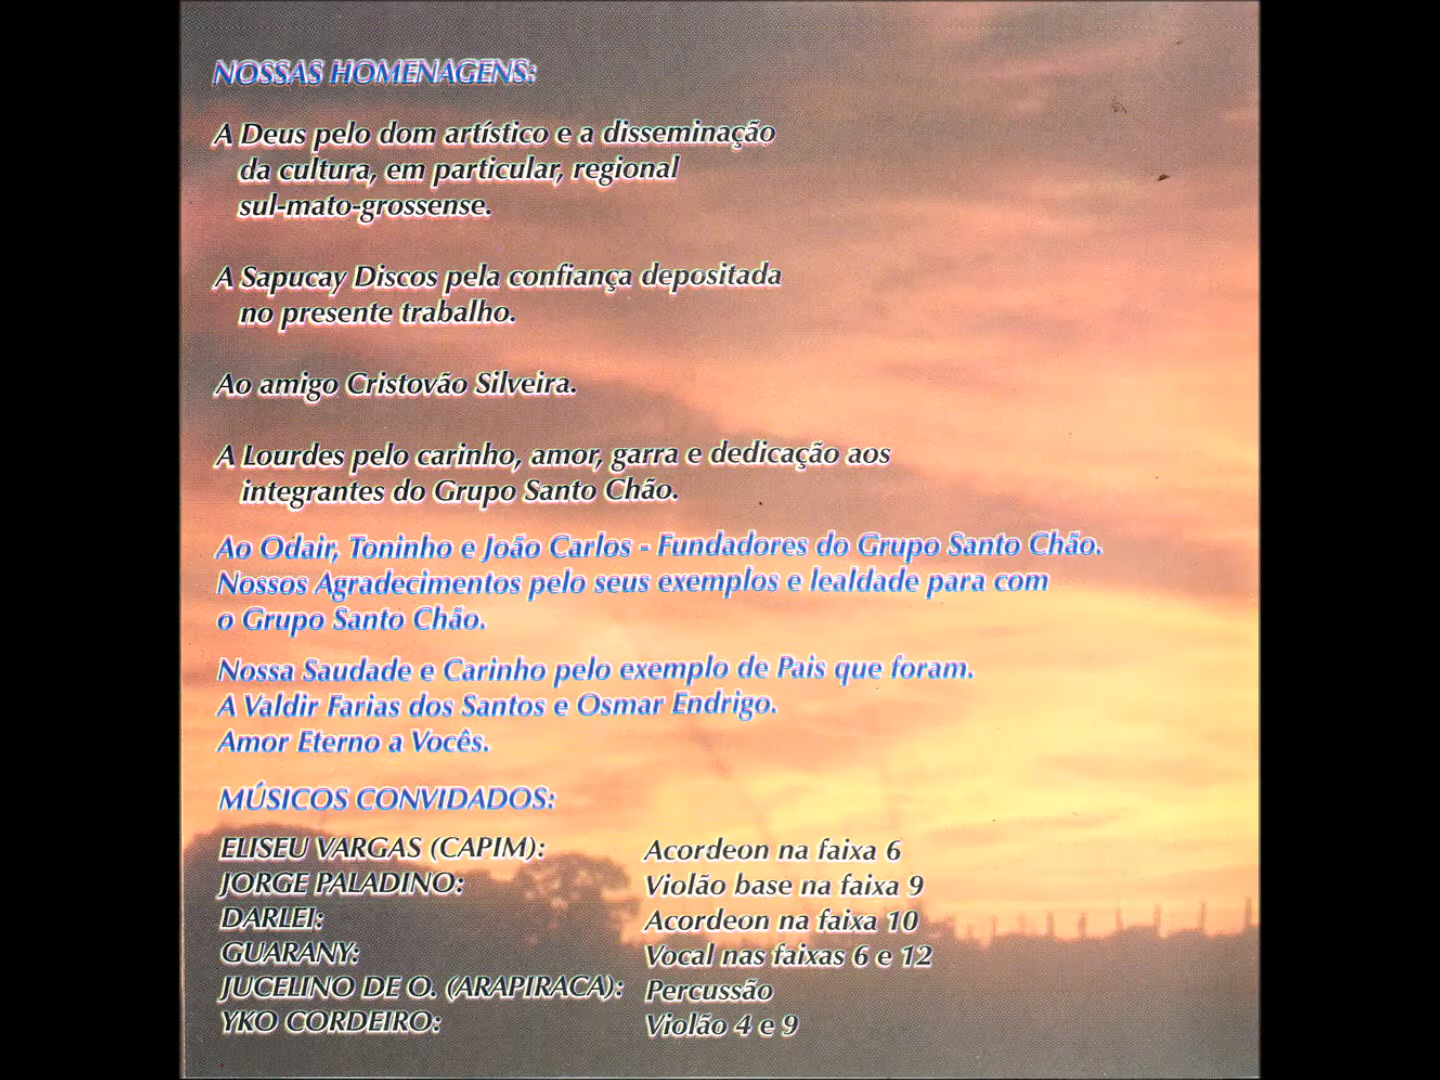 NOSSAS HOMENAGENS:
A Deus pelo dom artístico e a disseminação
da cultura, em particular, regional
sul-mato-grossense.
A Sapucay Discos pela confiança depositada
no presente trabalho.
Ao amigo Cristovão Silveira.
A Lourdes pelo carinho, amor, garra e dedicação aos
integrantes do Grupo Santo Chão.
Ao Odair, Toninho e João Carlos - Fundadores do Grupo Santo Chão.
Nossos Agradecimentos pelo seus exemplos e lealdade para com
o Grupo Santo Chão.
Nossa Saudade e Carinho pelo exemplo de Pais que foram.
A Valdir Farias dos Santos e Osmar Endrigo.
Amor Eterno a Vocês.
MÚSICOS CONVIDADOS:
ELISEU VARGAS (CAPIM): Acordeon na faixa 6
JORGE PALADINO: Violão base na faixa 9
DARLEI: Acordeon na faixa 10
GUARANY: Vocal nas faixas 6 e 12
JUCELINO DE O. (ARAPIRACA): Percussão
YKO CORDEIRO: Violão 4 e 9